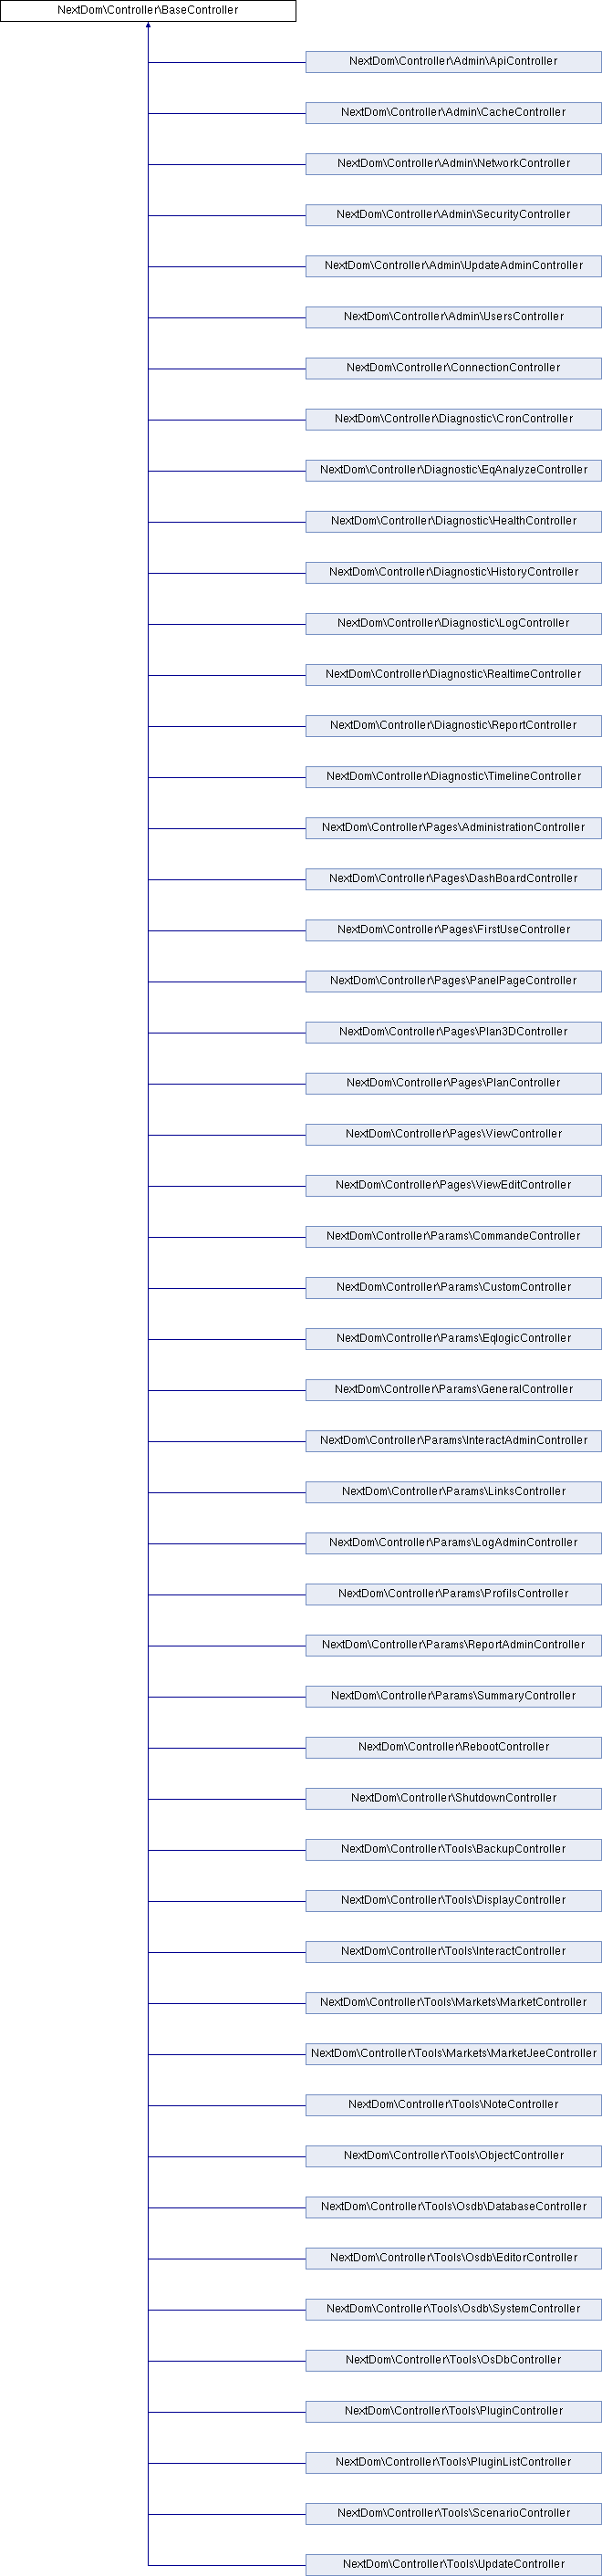 NextDom\Controller\BaseController
NextDom\Controller\Admin\ApiController
NextDom\Controller\Admin\CacheController
NextDom\Controller\Admin\NetworkController
NextDom\Controller\Admin\SecurityController
NextDom\Controller\Admin\UpdateAdminController
NextDom\Controller\Admin\UsersController
NextDom\Controller\ConnectionController
NextDom\Controller\Diagnostic\CronController
NextDom\Controller\Diagnostic\EqAnalyzeController
NextDom\Controller\Diagnostic\HealthController
NextDom\Controller\Diagnostic\HistoryController
NextDom\Controller\Diagnostic\LogController
NextDom\Controller\Diagnostic\RealtimeController
NextDom\Controller\Diagnostic\ReportController
NextDom\Controller\Diagnostic\TimelineController
NextDom\Controller\Pages\AdministrationController
NextDom\Controller\Pages\DashBoardController
NextDom\Controller\Pages\FirstUseController
NextDom\Controller\Pages\PanelPageController
NextDom\Controller\Pages\Plan3DController
NextDom\Controller\Pages\PlanController
NextDom\Controller\Pages\ViewController
NextDom\Controller\Pages\ViewEditController
NextDom\Controller\Params\CommandeController
NextDom\Controller\Params\CustomController
NextDom\Controller\Params\EqlogicController
NextDom\Controller\Params\GeneralController
NextDom\Controller\Params\InteractAdminController
NextDom\Controller\Params\LinksController
NextDom\Controller\Params\LogAdminController
NextDom\Controller\Params\ProfilsController
NextDom\Controller\Params\ReportAdminController
NextDom\Controller\Params\SummaryController
NextDom\Controller\RebootController
NextDom\Controller\ShutdownController
NextDom\Controller\Tools\BackupController
NextDom\Controller\Tools\DisplayController
NextDom\Controller\Tools\InteractController
NextDom\Controller\Tools\Markets\MarketController
NextDom\Controller\Tools\Markets\MarketJeeController
NextDom\Controller\Tools\NoteController
NextDom\Controller\Tools\ObjectController
NextDom\Controller\Tools\Osdb\DatabaseController
NextDom\Controller\Tools\Osdb\EditorController
NextDom\Controller\Tools\Osdb\SystemController
NextDom\Controller\Tools\OsDbController
NextDom\Controller\Tools\PluginController
NextDom\Controller\Tools\PluginListController
NextDom\Controller\Tools\ScenarioController
NextDom\Controller\Tools\UpdateController